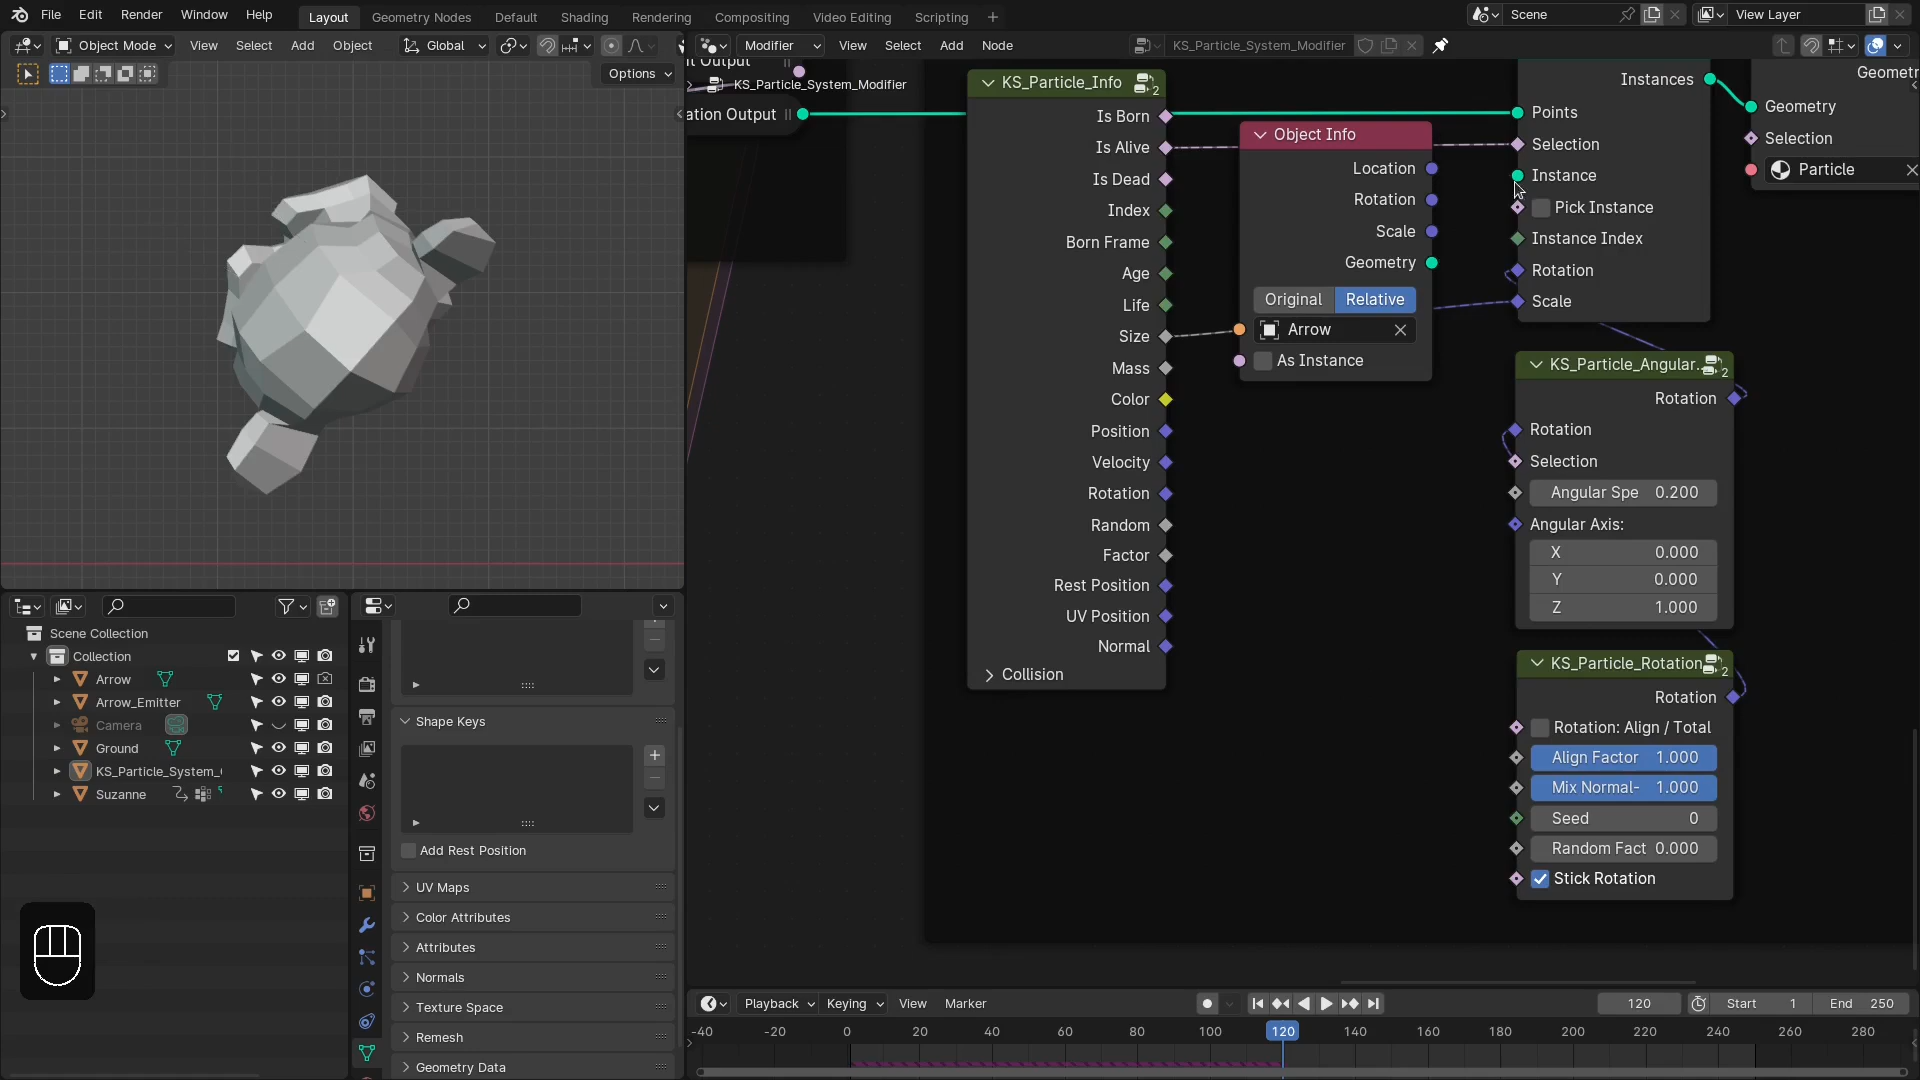 File Edit Render Window Help Layout Geometry Nodes Default Shading Rendering Compositing Video Editing Scripting + Scene View Layer
Object Mode View Select Add Object Global Modifier View Select Add Node KS_Particle_System_Modifier
Options
KS_Particle_System_Modifier
ation Output
KS_Particle_Info
2
Is Born
Is Alive
Is Dead
Index
Born Frame
Age
Life
Size
Mass
Color
Position
Velocity
Rotation
Random
Factor
Rest Position
UV Position
Normal
Collision
Object Info
Location
Rotation
Scale
Geometry
Original Relative
Arrow
As Instance
Instances
Points
Selection
Instance
Pick Instance
Instance Index
Rotation
Scale
Geometr
Geometry
Selection
Particle
KS_Particle_Angular..
2
Rotation
Rotation
Selection
Angular Spe 0.200
Angular Axis:
X 0.000
Y 0.000
Z 1.000
KS_Particle_Rotation
2
Rotation
Rotation: Align / Total
Align Factor 1.000
Mix Normal- 1.000
Seed 0
Random Fact 0.000
Stick Rotation
Scene Collection
Collection
Arrow
Arrow_Emitter
Camera
Ground
KS_Particle_System_
Suzanne
Shape Keys
Add Rest Position
UV Maps
Color Attributes
Attributes
Normals
Texture Space
Remesh
Geometry Data
Playback Keying View Marker 120 Start 1 End 250
-40 -20 0 20 40 60 80 100 120 140 160 180 200 220 240 260 280